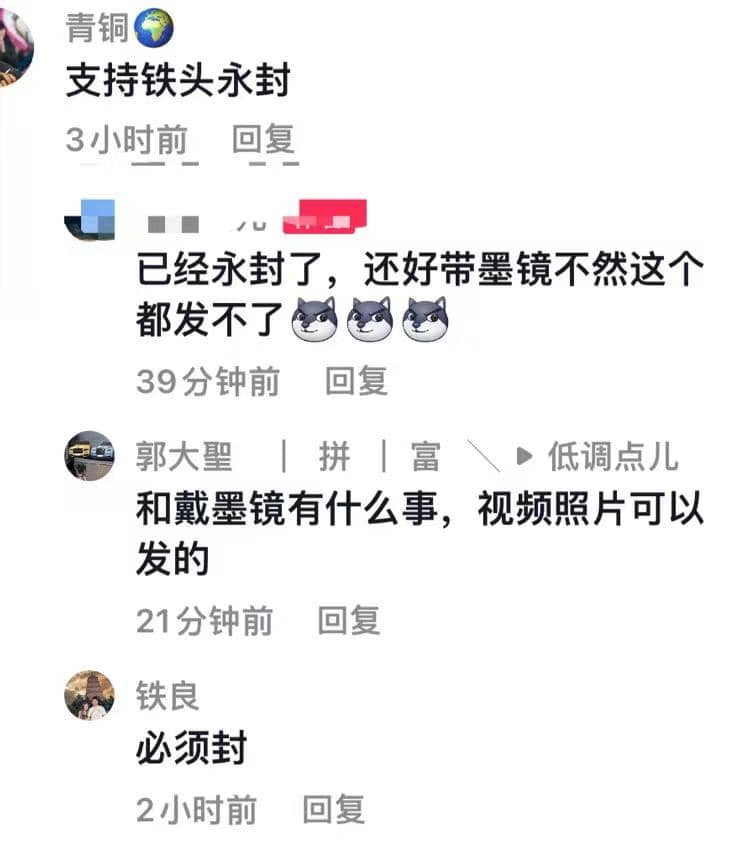 青铜🌍
支持铁头永封
3小时前 回复
已经永封了，还好带墨镜不然这个
都发不了
39分钟前 回复
郭大聖 | 拼 | 富 ╲ ▶ 低调点儿
和戴墨镜有什么事，视频照片可以
发的
21分钟前 回复
铁良
必须封
2小时前 回复